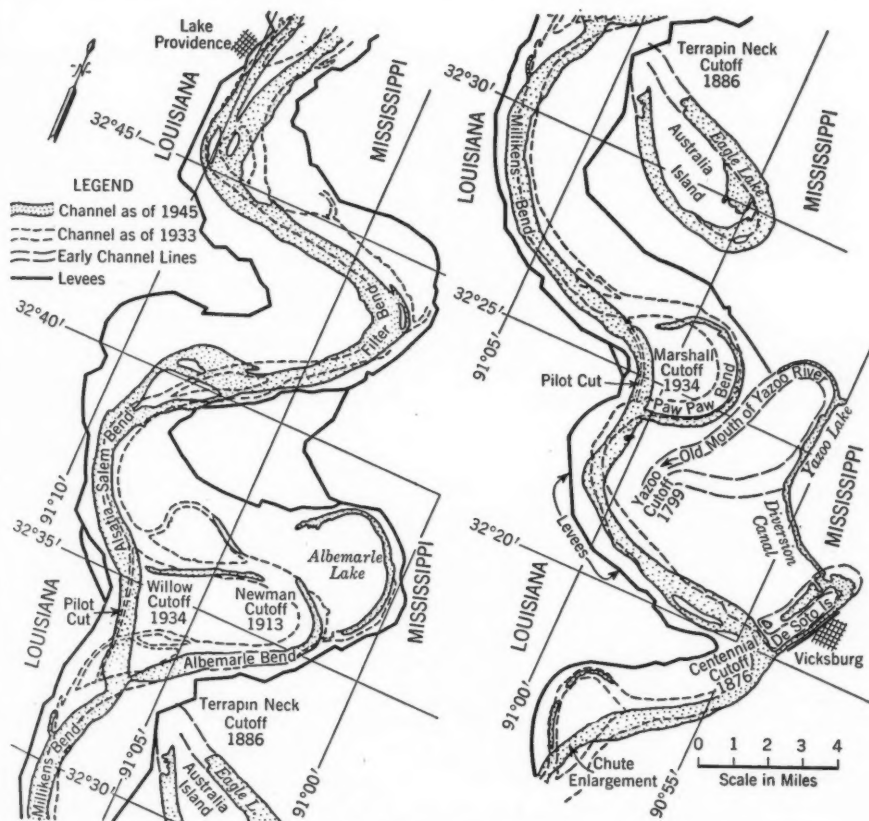 Lake
Providence
LOUISIANA
MISSISSIPPI
32°45′
LEGEND
Channel as of 1945
Channel as of 1933
Early Channel Lines
Levees
32°40′
Filter Bend
Alsatia-Salem Bend
91°10′
32°35′
Albemarle
Lake
MISSISSIPPI
LOUISIANA
Pilot
Cut
Willow
Cutoff
1934
Newman
Cutoff
1913
Albemarle Bend
Terrapin Neck
Cutoff
1886
Millikens Bend
91°05′
32°30′
Australia
Island
Eagle L.
91°00′
32°30′
Terrapin Neck
Cutoff
1886
LOUISIANA
Millikens Bend
Australia
Island
Eagle Lake
MISSISSIPPI
32°25′
91°05′
Marshall
Cutoff
1934
Pilot Cut
Paw Paw Bend
Old Mouth of Yazoo River
Yazoo Lake
Yazoo
Cutoff
1799
Diversion
Canal
MISSISSIPPI
32°20′
Levees
LOUISIANA
De Soto Is.
Vicksburg
Centennial
Cutoff
1876
91°00′
Chute
Enlargement
90°55′
0 1 2 3 4
Scale in Miles